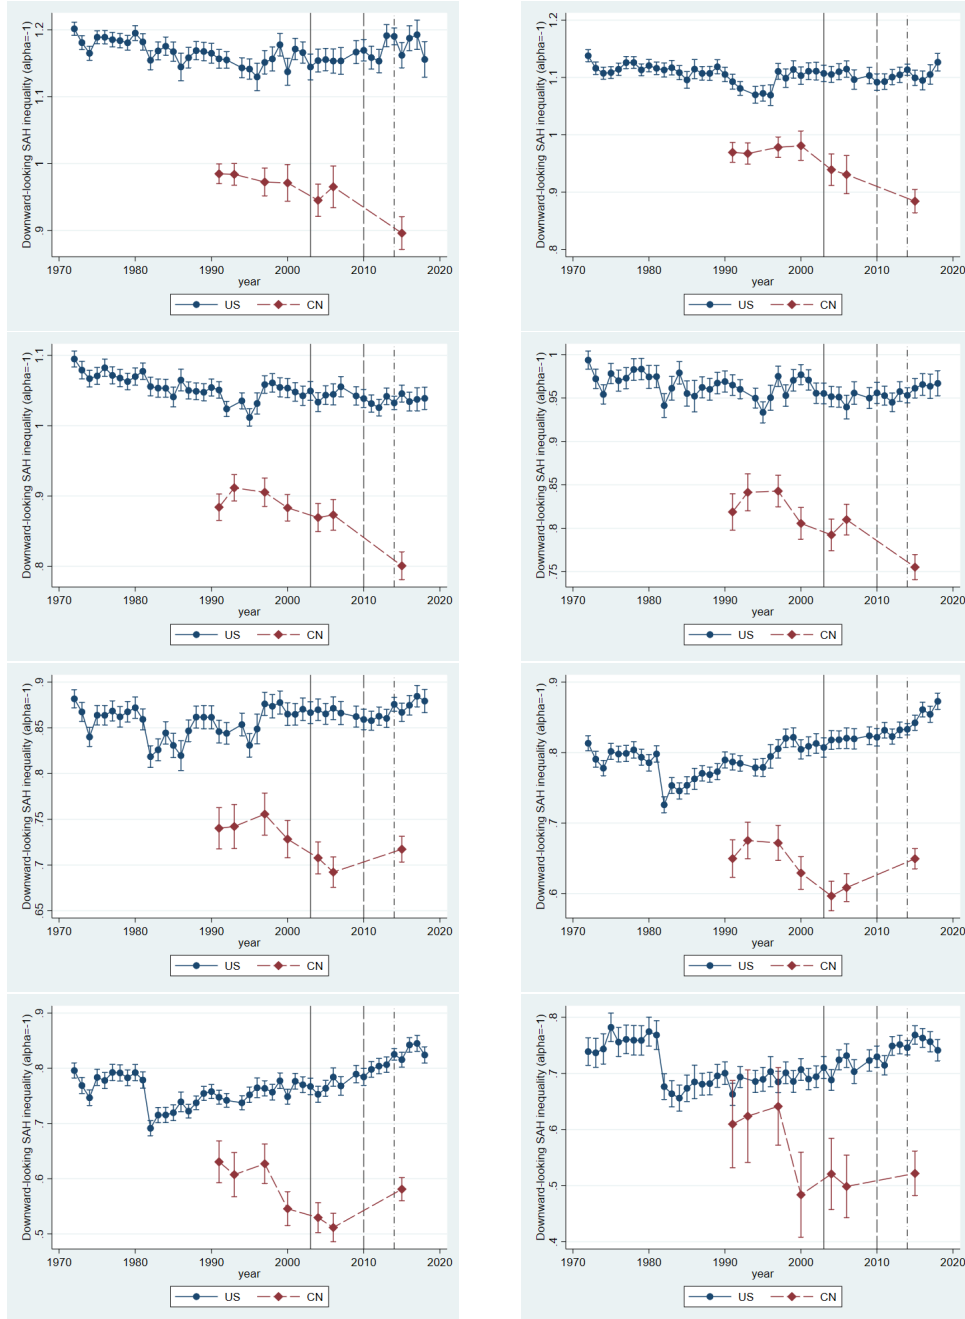 Downward-looking SAH inequality (alpha=-1)
1.2
1.1
1
.9
1970 1980 1990 2000 2010 2020
year
US CN
Downward-looking SAH inequality (alpha=-1)
1.2
1.1
1
.9
.8
1970 1980 1990 2000 2010 2020
year
US CN
Downward-looking SAH inequality (alpha=-1)
1.1
1
.9
.8
1970 1980 1990 2000 2010 2020
year
US CN
Downward-looking SAH inequality (alpha=-1)
1
.95
.9
.85
.8
.75
1970 1980 1990 2000 2010 2020
year
US CN
Downward-looking SAH inequality (alpha=-1)
.9
.85
.8
.75
.7
.65
1970 1980 1990 2000 2010 2020
year
US CN
Downward-looking SAH inequality (alpha=-1)
.9
.8
.7
.6
1970 1980 1990 2000 2010 2020
year
US CN
Downward-looking SAH inequality (alpha=-1)
.9
.8
.7
.6
.5
1970 1980 1990 2000 2010 2020
year
US CN
Downward-looking SAH inequality (alpha=-1)
.8
.7
.6
.5
.4
1970 1980 1990 2000 2010 2020
year
US CN